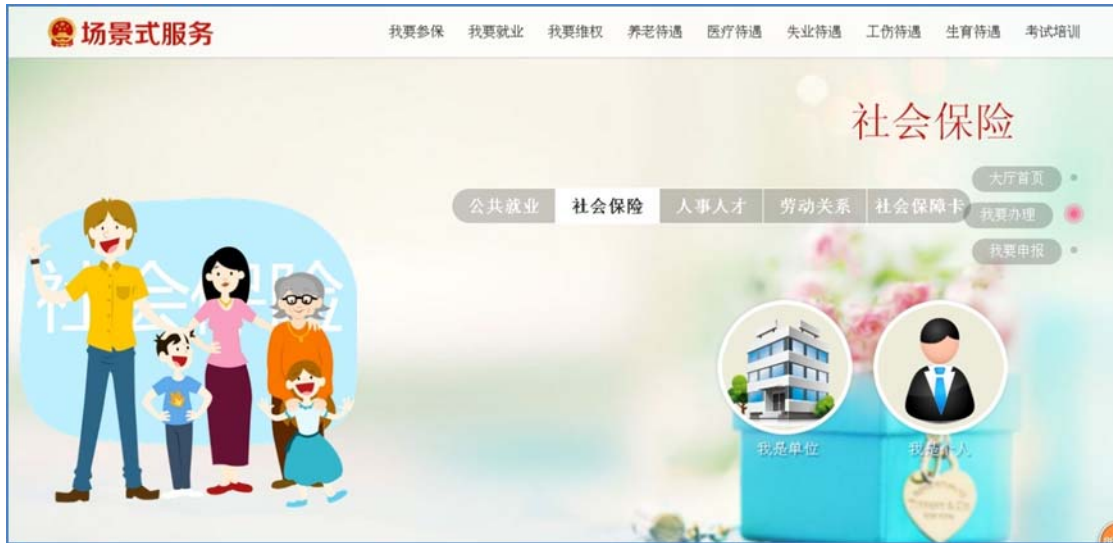 场景式服务
我要参保 我要就业 我要维权 养老待遇 医疗待遇 失业待遇 工伤待遇 生育待遇 考试培训
社会保险
大厅首页
公共就业 社会保险 人事人才 劳动关系 社会保障卡
我要办理
我要申报
社会保险
我是单位 我是个人